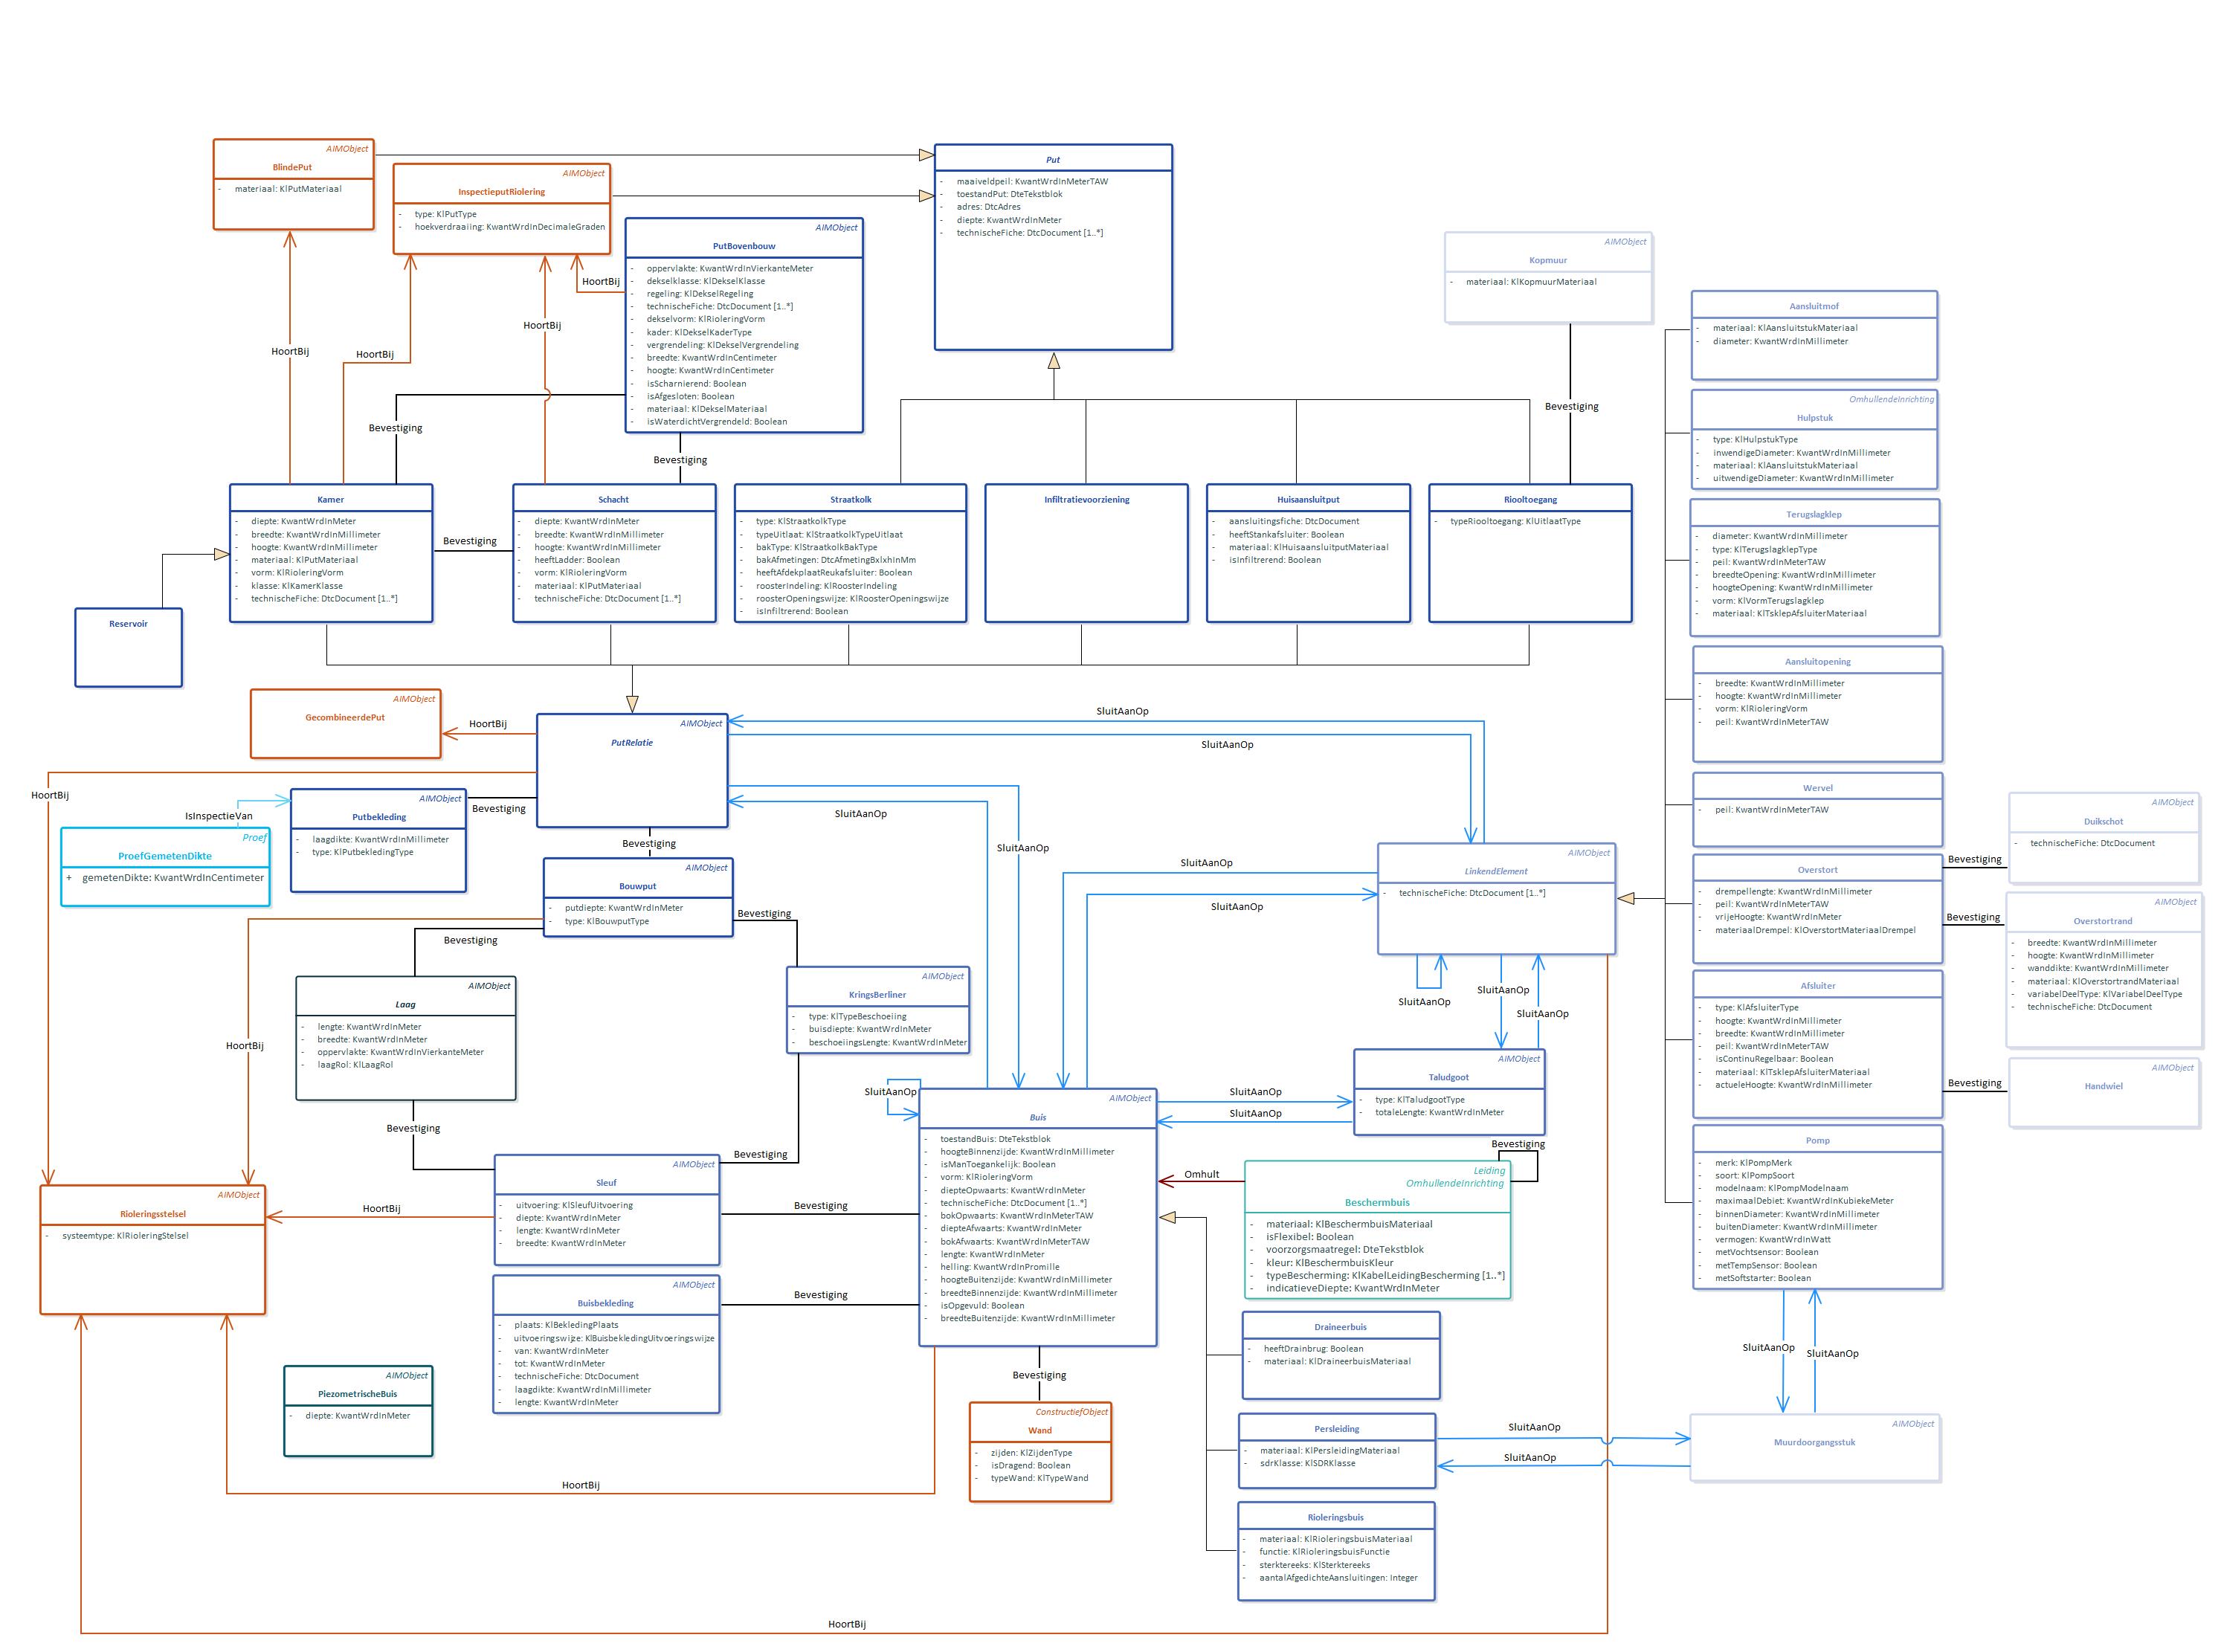 AIMObject
BlindePut
- materiaal: KlPutMateriaal
AIMObject
InspectieputRiolering
- type: KlPutType
- hoekverdraaiing: KwantWrdInDecimaleGraden
AIMObject
PutBovenbouw
- oppervlakte: KwantWrdInVierkanteMeter
- dekselklasse: KlDekselKlasse
- regeling: KlDekselRegeling
- technischeFiche: DtcDocument [1..*]
- dekselvorm: KlRioleringVorm
- kader: KlDekselKaderType
- vergrendeling: KlDekselVergrendeling
- breedte: KwantWrdInCentimeter
- hoogte: KwantWrdInCentimeter
- isScharnierend: Boolean
- isAfgesloten: Boolean
- materiaal: KlDekselMateriaal
- isWaterdichtVergrendeld: Boolean
Put
- maaiveldpeil: KwantWrdInMeterTAW
- toestandPut: DteTekstblok
- adres: DtcAdres
- diepte: KwantWrdInMeter
- technischeFiche: DtcDocument [1..*]
AIMObject
Kopmuur
- materiaal: KlKopmuurMateriaal
HoortBij
HoortBij
HoortBij
HoortBij
Bevestiging
Bevestiging
Bevestiging
Kamer
- diepte: KwantWrdInMeter
- breedte: KwantWrdInMillimeter
- hoogte: KwantWrdInMillimeter
- materiaal: KlPutMateriaal
- vorm: KlRioleringVorm
- klasse: KlKamerKlasse
- technischeFiche: DtcDocument [1..*]
Bevestiging
Schacht
- diepte: KwantWrdInMeter
- breedte: KwantWrdInMillimeter
- hoogte: KwantWrdInMillimeter
- heeftLadder: Boolean
- vorm: KlRioleringVorm
- materiaal: KlPutMateriaal
- technischeFiche: DtcDocument [1..*]
Straatkolk
- type: KlStraatkolkType
- typeUitlaat: KlStraatkolkTypeUitlaat
- bakType: KlStraatkolkBakType
- bakAfmetingen: DtcAfmetingBxlxhInMm
- heeftAfdekplaatReukafsluiter: Boolean
- roosterIndeling: KlRoosterIndeling
- roosterOpeningswijze: KlRoosterOpeningswijze
- isInfiltrerend: Boolean
Infiltratievoorziening
Huisaansluitput
- aansluitingsfiche: DtcDocument
- heeftStankafsluiter: Boolean
- materiaal: KlHuisaansluitputMateriaal
- isInfiltrerend: Boolean
Riooltoegang
- typeRiooltoegang: KlUitlaatType
Reservoir
AIMObject
GecombineerdePut
HoortBij
AIMObject
PutRelatie
SluitAanOp
SluitAanOp
SluitAanOp
SluitAanOp
HoortBij
IsInspectieVan
Proef
ProefGemetenDikte
+ gemetenDikte: KwantWrdInCentimeter
AIMObject
Putbekleding
- laagdikte: KwantWrdInMillimeter
- type: KlPutbekledingType
Bevestiging
Bevestiging
AIMObject
Bouwput
- putdiepte: KwantWrdInMeter
- type: KlBouwputType
Bevestiging
Bevestiging
HoortBij
AIMObject
Laag
- lengte: KwantWrdInMeter
- breedte: KwantWrdInMeter
- oppervlakte: KwantWrdInVierkanteMeter
- laagRol: KlLaagRol
Bevestiging
AIMObject
KringsBerliner
- type: KlTypeBeschoeiing
- buisdiepte: KwantWrdInMeter
- beschoeiingsLengte: KwantWrdInMeter
Bevestiging
AIMObject
Sleuf
- uitvoering: KlSleufUitvoering
- diepte: KwantWrdInMeter
- lengte: KwantWrdInMeter
- breedte: KwantWrdInMeter
HoortBij
Bevestiging
AIMObject
Rioleringsstelsel
- systeemtype: KlRioleringStelsel
AIMObject
Buisbekleding
- plaats: KlBekledingPlaats
- uitvoeringswijze: KlBuisbekledingUitvoeringswijze
- van: KwantWrdInMeter
- tot: KwantWrdInMeter
- technischeFiche: DtcDocument
- laagdikte: KwantWrdInMillimeter
- lengte: KwantWrdInMeter
Bevestiging
AIMObject
PiezometrischeBuis
- diepte: KwantWrdInMeter
SluitAanOp
AIMObject
Buis
- toestandBuis: DteTekstblok
- hoogteBinnenzijde: KwantWrdInMillimeter
- isManToegankelijk: Boolean
- vorm: KlRioleringVorm
- diepteOpwaarts: KwantWrdInMeter
- technischeFiche: DtcDocument [1..*]
- bokOpwaarts: KwantWrdInMeterTAW
- diepteAfwaarts: KwantWrdInMeter
- bokAfwaarts: KwantWrdInMeterTAW
- lengte: KwantWrdInMeter
- helling: KwantWrdInPromille
- hoogteBuitenzijde: KwantWrdInMillimeter
- breedteBinnenzijde: KwantWrdInMillimeter
- isOpgevuld: Boolean
- breedteBuitenzijde: KwantWrdInMillimeter
Bevestiging
ConstructiefObject
Wand
- zijden: KlZijdenType
- isDragend: Boolean
- typeWand: KlTypeWand
HoortBij
HoortBij
SluitAanOp
SluitAanOp
AIMObject
LinkendElement
- technischeFiche: DtcDocument [1..*]
SluitAanOp
SluitAanOp
SluitAanOp
AIMObject
Taludgoot
- type: KlTaludgootType
- totaleLengte: KwantWrdInMeter
SluitAanOp
SluitAanOp
Bevestiging
Omhult
Leiding
OmhullendeInrichting
Beschermbuis
- materiaal: KlBeschermbuisMateriaal
- isFlexibel: Boolean
- voorzorgsmaatregel: DteTekstblok
- kleur: KlBeschermbuisKleur
- typeBescherming: KlKabelLeidingBescherming [1..*]
- indicatieveDiepte: KwantWrdInMeter
Draineerbuis
- heeftDrainbrug: Boolean
- materiaal: KlDraineerbuisMateriaal
Persleiding
- materiaal: KlPersleidingMateriaal
- sdrKlasse: KlSDRKlasse
SluitAanOp
SluitAanOp
Rioleringsbuis
- materiaal: KlRioleringsbuisMateriaal
- functie: KlRioleringsbuisFunctie
- sterktereeks: KlSterktereeks
- aantalAfgedichteAansluitingen: Integer
Aansluitmof
- materiaal: KlAansluitstukMateriaal
- diameter: KwantWrdInMillimeter
OmhullendeInrichting
Hulpstuk
- type: KlHulpstukType
- inwendigeDiameter: KwantWrdInMillimeter
- materiaal: KlAansluitstukMateriaal
- uitwendigeDiameter: KwantWrdInMillimeter
Terugslagklep
- diameter: KwantWrdInMillimeter
- type: KlTerugslagklepType
- peil: KwantWrdInMeterTAW
- breedteOpening: KwantWrdInMillimeter
- hoogteOpening: KwantWrdInMillimeter
- vorm: KlVormTerugslagklep
- materiaal: KlTsklepAfsluiterMateriaal
Aansluitopening
- breedte: KwantWrdInMillimeter
- hoogte: KwantWrdInMillimeter
- vorm: KlRioleringVorm
- peil: KwantWrdInMeterTAW
Wervel
- peil: KwantWrdInMeterTAW
Overstort
- drempellengte: KwantWrdInMillimeter
- peil: KwantWrdInMeterTAW
- vrijeHoogte: KwantWrdInMeter
- materiaalDrempel: KlOverstortMateriaalDrempel
Bevestiging
Bevestiging
AIMObject
Duikschot
- technischeFiche: DtcDocument
AIMObject
Overstortrand
- breedte: KwantWrdInMillimeter
- hoogte: KwantWrdInMillimeter
- wanddikte: KwantWrdInMillimeter
- materiaal: KlOverstortrandMateriaal
- variabelDeelType: KlVariabelDeelType
- technischeFiche: DtcDocument
Afsluiter
- type: KlAfsluiterType
- hoogte: KwantWrdInMillimeter
- breedte: KwantWrdInMillimeter
- peil: KwantWrdInMeterTAW
- isContinuRegelbaar: Boolean
- materiaal: KlTsklepAfsluiterMateriaal
- actueleHoogte: KwantWrdInMillimeter
Bevestiging
AIMObject
Handwiel
Pomp
- merk: KlPompMerk
- soort: KlPompSoort
- modelnaam: KlPompModelnaam
- maximaalDebiet: KwantWrdInKubiekeMeter
- binnenDiameter: KwantWrdInMillimeter
- buitenDiameter: KwantWrdInMillimeter
- vermogen: KwantWrdInWatt
- metVochtsensor: Boolean
- metTempSensor: Boolean
- metSoftstarter: Boolean
SluitAanOp
SluitAanOp
AIMObject
Muurdoorgangsstuk